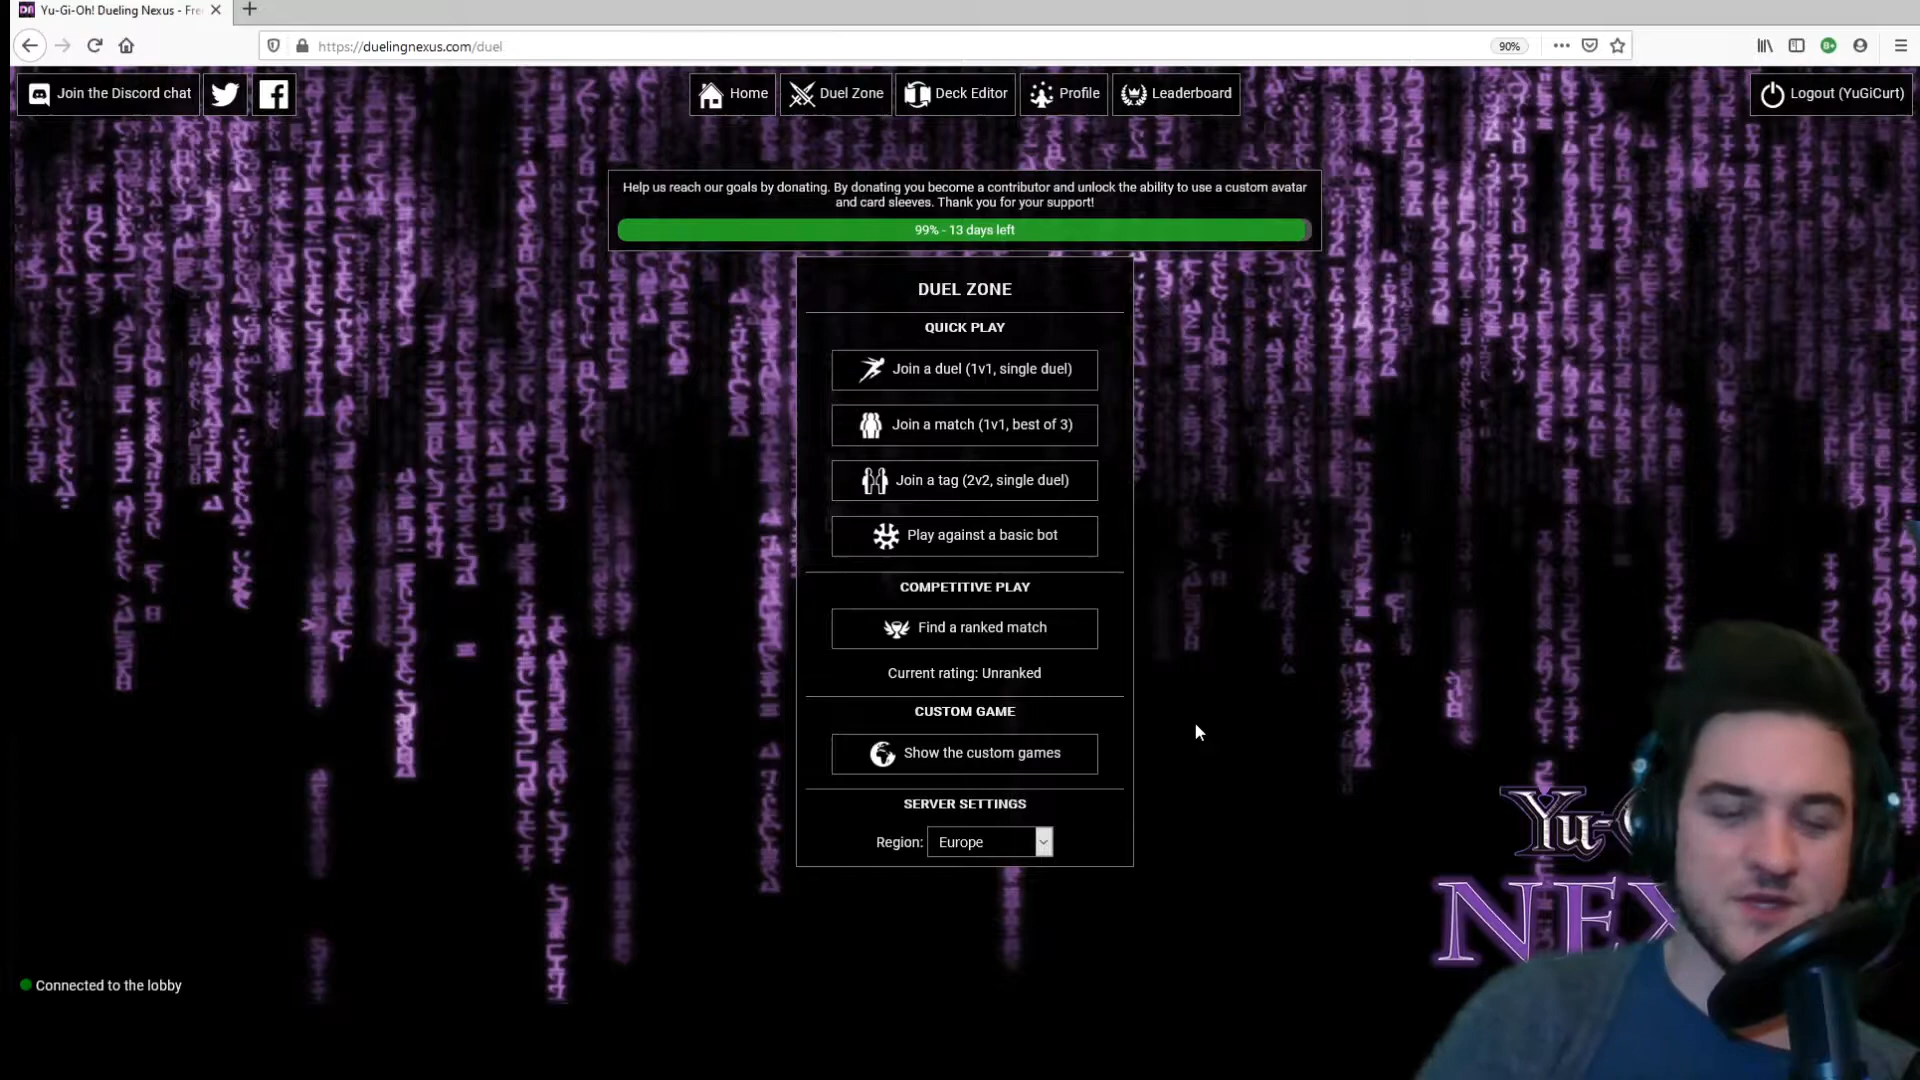 Yu-Gi-Oh! Dueling Nexus - Fre
https://duelingnexus.com/duel
90%
Join the Discord chat
Home
Duel Zone
Deck Editor
Profile
Leaderboard
Logout (YuGiCurt)
Help us reach our goals by donating. By donating you become a contributor and unlock the ability to use a custom avatar
and card sleeves. Thank you for your support!
99% - 13 days left
DUEL ZONE
QUICK PLAY
Join a duel (1v1, single duel)
Join a match (1v1, best of 3)
Join a tag (2v2, single duel)
Play against a basic bot
COMPETITIVE PLAY
Find a ranked match
Current rating: Unranked
CUSTOM GAME
Show the custom games
SERVER SETTINGS
Region: Europe
Yu-G
NEX
Connected to the lobby